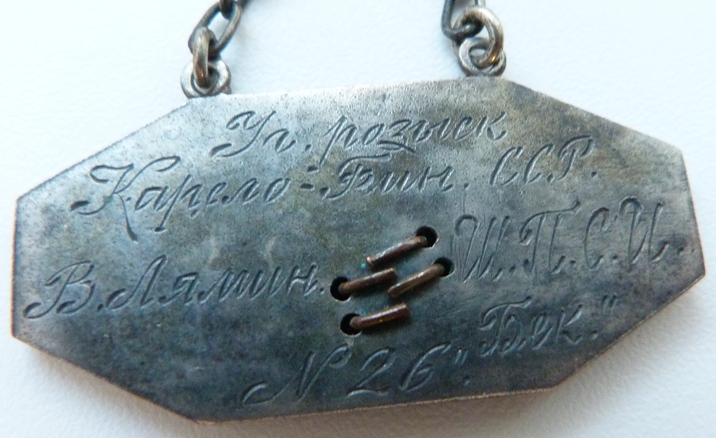 Уг. розыск
Карело-Фин. ССР.
В. Лямин. Ш.П.С.И.
№ 26 „Бек."